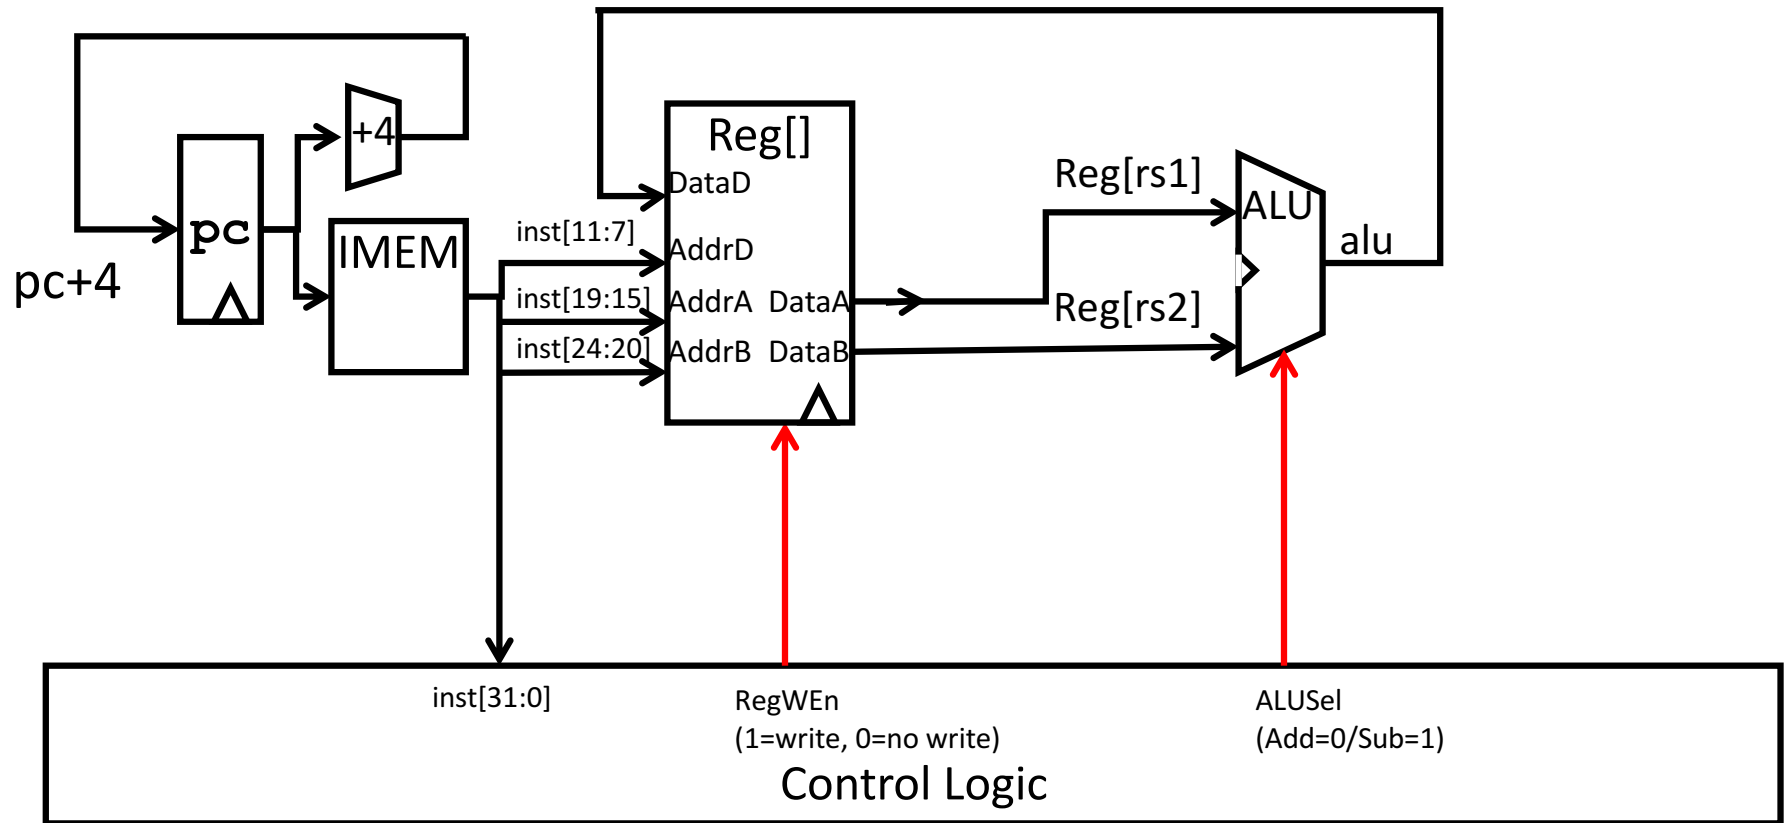 +4
pc
pc+4
IMEM
inst[11:7]
inst[19:15]
inst[24:20]
Reg[]
DataD
AddrD
AddrA DataA
AddrB DataB
Reg[rs1]
Reg[rs2]
ALU
alu
inst[31:0]
RegWEn
(1=write, 0=no write)
ALUSel
(Add=0/Sub=1)
Control Logic